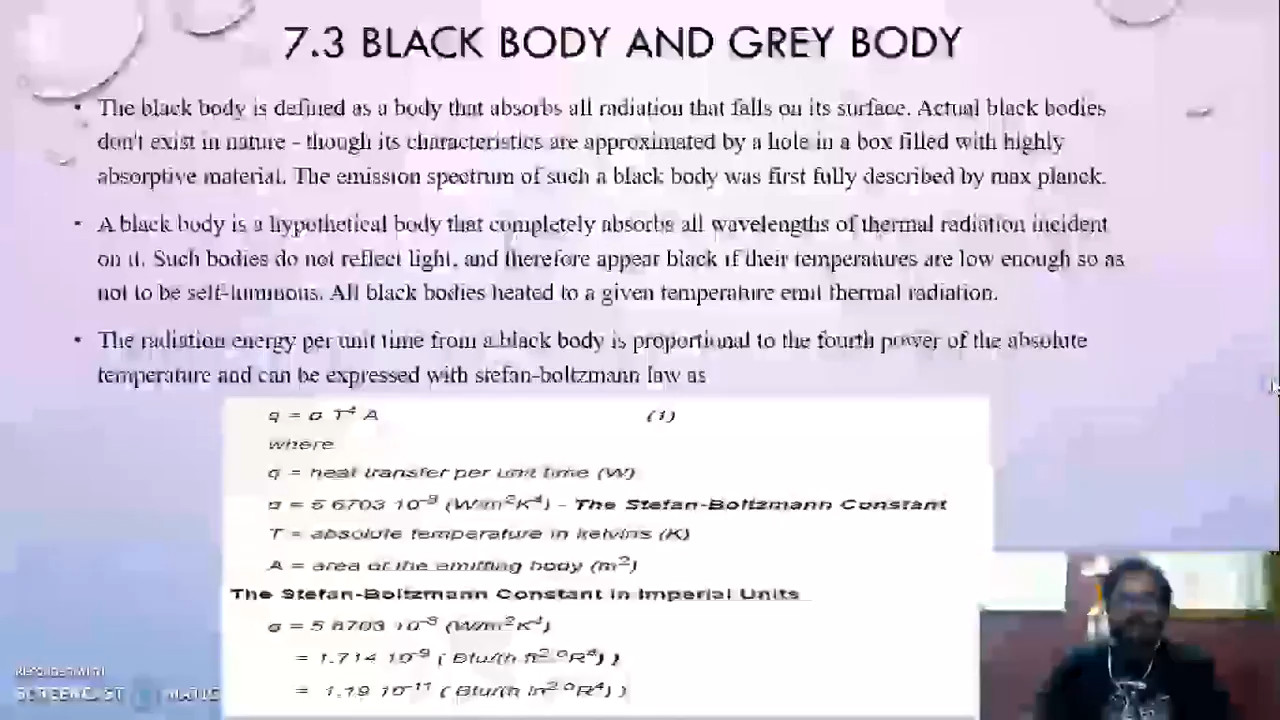 7.3 BLACK BODY AND GREY BODY
• The black body is defined as a body that absorbs all radiation that falls on its surface. Actual black bodies
don't exist in nature - though its characteristics are approximated by a hole in a box filled with highly
absorptive material. The emission spectrum of such a black body was first fully described by max planck.
• A black body is a hypothetical body that completely absorbs all wavelengths of thermal radiation incident
on it. Such bodies do not reflect light, and therefore appear black if their temperatures are low enough so as
not to be self-luminous. All black bodies heated to a given temperature emit thermal radiation.
• The radiation energy per unit time from a black body is proportional to the fourth power of the absolute
temperature and can be expressed with stefan-boltzmann law as
q = σ T⁴ A (1)
where
q = heat transfer per unit time (W)
σ = 5.6703 10⁻⁸ (W/m²K⁴) - The Stefan-Boltzmann Constant
T = absolute temperature in kelvins (K)
A = area of the emitting body (m²)
The Stefan-Boltzmann Constant in Imperial Units
σ = 5.6703 10⁻⁸ (W/m²K⁴)
= 1.714 10⁻⁹ ( Btu/(h ft² °R⁴) )
= 1.19 10⁻¹¹ ( Btu/(h in² °R⁴) )
RECORDED WITH
SCREENCAST MATIC